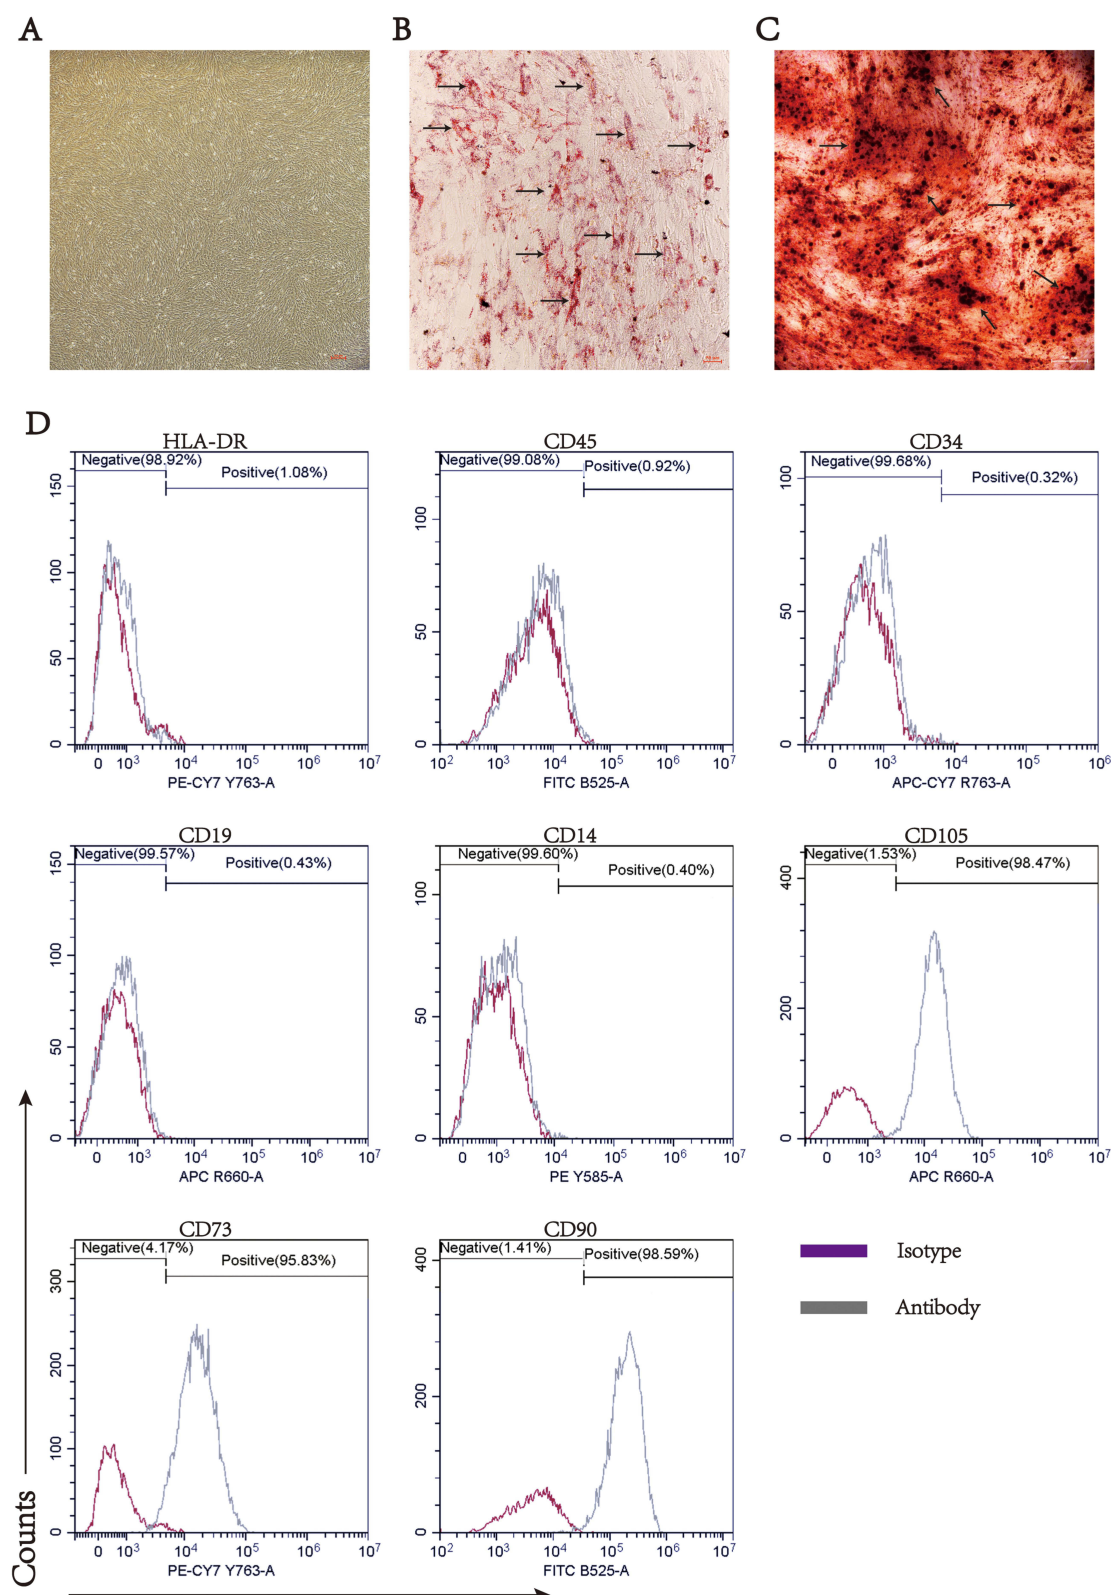 A
B
C
D
HLA-DR
Negative(98.92%)
Positive(1.08%)
150
100
50
0
0 10³ 10⁴ 10⁵ 10⁶ 10⁷
PE-CY7 Y763-A
CD45
Negative(99.08%)
Positive(0.92%)
100
50
0
10² 10³ 10⁴ 10⁵ 10⁶ 10⁷
FITC B525-A
CD34
Negative(99.68%)
Positive(0.32%)
100
50
0
0 10³ 10⁴ 10⁵ 10⁶
APC-CY7 R763-A
CD19
Negative(99.57%)
Positive(0.43%)
150
100
50
0
0 10³ 10⁴ 10⁵ 10⁶ 10⁷
APC R660-A
CD14
Negative(99.60%)
Positive(0.40%)
100
50
0
0 10³ 10⁴ 10⁵ 10⁶ 10⁷
PE Y585-A
CD105
Negative(1.53%)
Positive(98.47%)
400
200
0
0 10³ 10⁴ 10⁵ 10⁶ 10⁷
APC R660-A
CD73
Negative(4.17%)
Positive(95.83%)
300
200
100
0
0 10³ 10⁴ 10⁵ 10⁶ 10⁷
PE-CY7 Y763-A
CD90
Negative(1.41%)
Positive(98.59%)
400
200
0
10² 10³ 10⁴ 10⁵ 10⁶ 10⁷
FITC B525-A
Isotype
Antibody
Counts